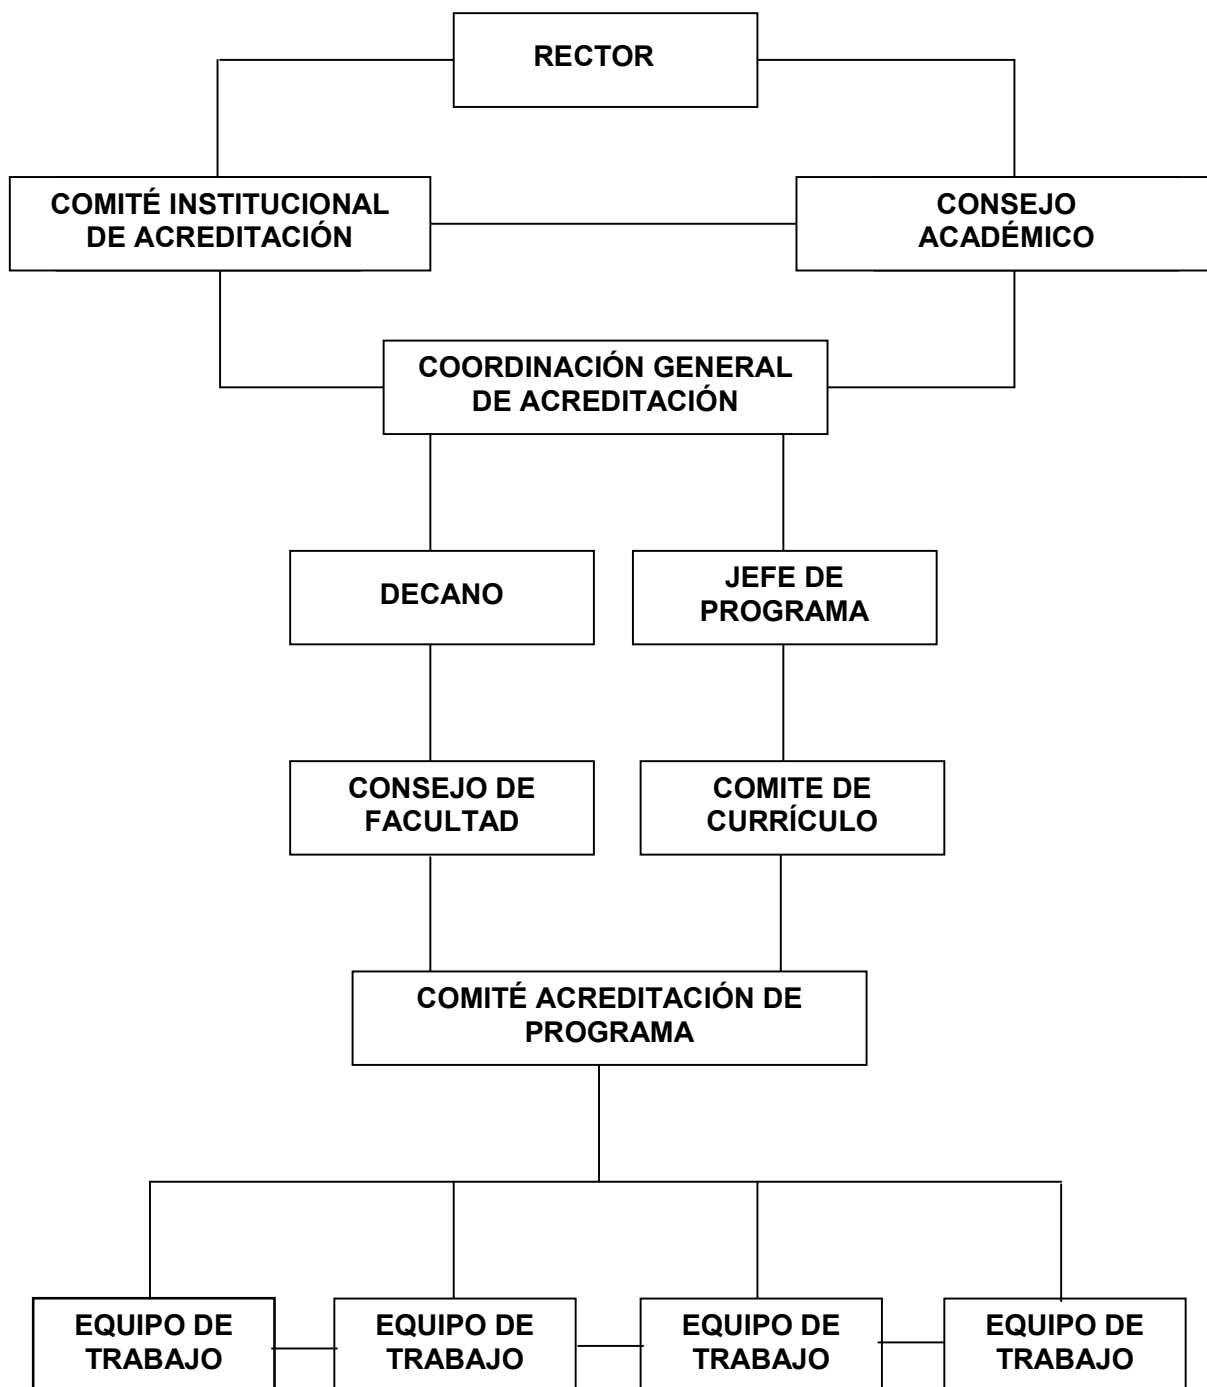 RECTOR
COMITÉ INSTITUCIONAL
DE ACREDITACIÓN
CONSEJO
ACADÉMICO
COORDINACIÓN GENERAL
DE ACREDITACIÓN
DECANO
JEFE DE
PROGRAMA
CONSEJO DE
FACULTAD
COMITE DE
CURRÍCULO
COMITÉ ACREDITACIÓN DE
PROGRAMA
EQUIPO DE
TRABAJO
EQUIPO DE
TRABAJO
EQUIPO DE
TRABAJO
EQUIPO DE
TRABAJO